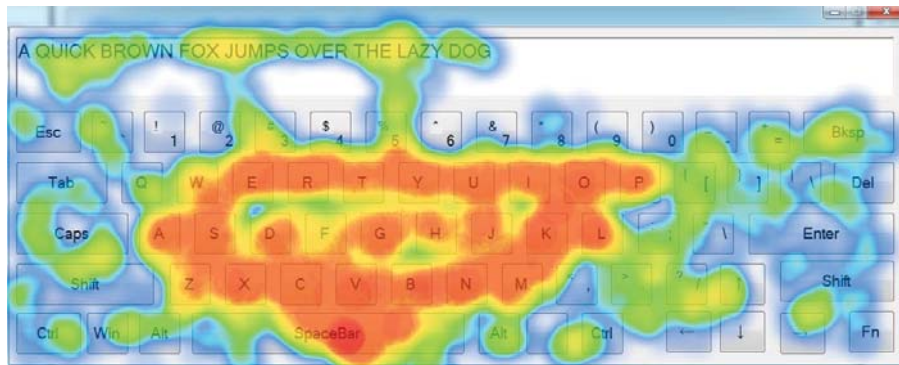 A QUICK BROWN FOX JUMPS OVER THE LAZY DOG
Esc ~ ` ! 1 @ 2 # 3 $ 4 % 5 ^ 6 & 7 * 8 ( 9 ) 0 _ - + = Bksp
Tab Q W E R T Y U I O P { [ } ] | \ Del
Caps A S D F G H J K L : ; " \ Enter
Shift Z X C V B N M < , > ? / ↑ Shift
Ctrl Win Alt SpaceBar Alt Ctrl ← ↓ → Fn